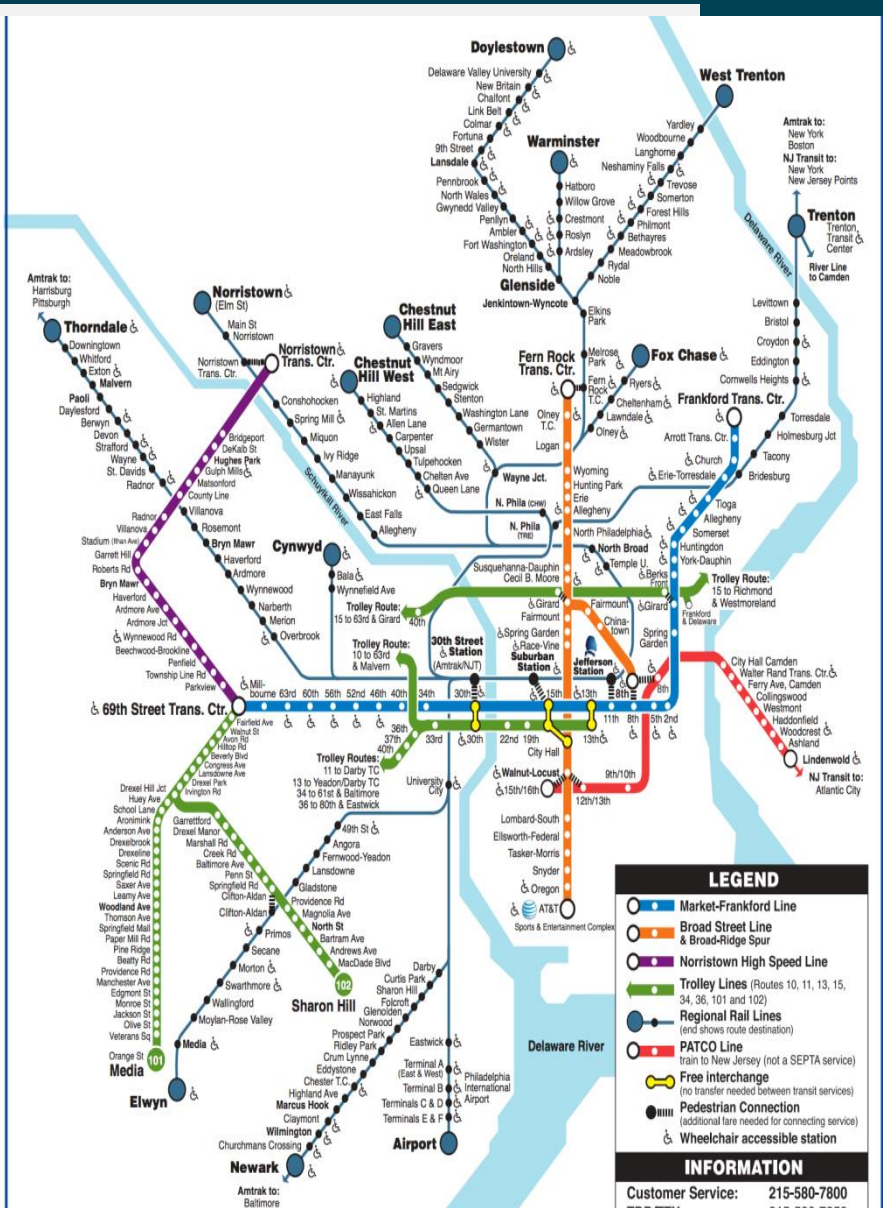 Doylestown
Delaware Valley University
New Britain
Chalfont
Link Belt
Colmar
Fortuna
9th Street
Lansdale
Pennbrook
North Wales
Gwynedd Valley
Penllyn
Ambler
Fort Washington
Oreland
North Hills
Warminster
Hatboro
Willow Grove
Crestmont
Roslyn
Ardsley
Glenside
Jenkintown-Wyncote
West Trenton
Yardley
Woodbourne
Langhorne
Neshaminy Falls
Trevose
Somerton
Forest Hills
Philmont
Bethayres
Meadowbrook
Rydal
Noble
Elkins
Park
Melrose
Park
Fern
Rock
T.C.
Amtrak to:
New York
Boston
NJ Transit to:
New York
New Jersey Points
Trenton
Trenton
Transit
Center
River Line
to Camden
Delaware River
Levittown
Bristol
Croydon
Eddington
Cornwells Heights
Torresdale
Holmesburg Jct
Tacony
Bridesburg
Amtrak to:
Harrisburg
Pittsburgh
Thorndale
Downingtown
Whitford
Exton
Malvern
Paoli
Daylesford
Berwyn
Devon
Strafford
Wayne
St. Davids
Radnor
Villanova
Rosemont
Bryn Mawr
Haverford
Ardmore
Wynnewood
Narberth
Merion
Overbrook
Norristown
(Elm St)
Main St
Norristown
Norristown
Trans. Ctr.
Norristown
Trans. Ctr.
Conshohocken
Spring Mill
Miquon
Ivy Ridge
Manayunk
Wissahickon
East Falls
Allegheny
Schuylkill River
Bridgeport
DeKalb St
Hughes Park
Gulph Mills
Matsonford
County Line
Radnor
Villanova
Stadium (Ithan Ave)
Garrett Hill
Roberts Rd
Bryn Mawr
Haverford
Ardmore Ave
Ardmore Jct
Wynnewood Rd
Beechwood-Brookline
Penfield
Township Line Rd
Parkview
Chestnut
Hill East
Gravers
Wyndmoor
Mt Airy
Sedgwick
Stenton
Washington Lane
Germantown
Wister
Wayne Jct.
Chestnut
Hill West
Highland
St. Martins
Allen Lane
Carpenter
Upsal
Tulpehocken
Chelten Ave
Queen Lane
N. Phila (CHW)
N. Phila
(TRE)
Fern Rock
Trans. Ctr.
Olney
T.C.
Logan
Wyoming
Hunting Park
Erie
Allegheny
North Philadelphia
North Broad
Temple U.
Susquehanna-Dauphin
Cecil B. Moore
Girard
Fairmount
Spring Garden
Race-Vine
Fairmount
China-
town
Fox Chase
Ryers
Cheltenham
Lawndale
Olney
Frankford Trans. Ctr.
Arrott Trans. Ctr.
Church
Erie-Torresdale
Tioga
Allegheny
Somerset
Huntingdon
York-Dauphin
Berks
Front
Girard
Spring
Garden
Frankford
& Delaware
Trolley Route:
15 to Richmond
& Westmoreland
Cynwyd
Bala
Wynnefield Ave
Trolley Route:
15 to 63rd & Girard
40th
Trolley Route:
10 to 63rd
& Malvern
30th Street
Station
(Amtrak/NJT)
Suburban
Station
Jefferson
Station
69th Street Trans. Ctr.
Mill-
bourne
63rd
60th
56th
52nd
46th
40th
34th
30th
15th
13th
11th
8th
8th
5th
2nd
8th
36th
37th
40th
33rd
30th
22nd
19th
City Hall
13th
Trolley Routes:
11 to Darby TC
13 to Yeadon/Darby TC
34 to 61st & Baltimore
36 to 80th & Eastwick
University
City
Walnut-Locust
15th/16th
12th/13th
9th/10th
City Hall Camden
Walter Rand Trans. Ctr.
Ferry Ave, Camden
Collingswood
Westmont
Haddonfield
Woodcrest
Ashland
Lindenwold
NJ Transit to:
Atlantic City
Lombard-South
Ellsworth-Federal
Tasker-Morris
Snyder
Oregon
AT&T
Sports & Entertainment Complex
Fairfield Ave
Walnut St
Avon Rd
Hilltop Rd
Beverly Blvd
Congress Ave
Lansdowne Ave
Drexel Park
Irvington Rd
Drexel Hill Jct
Huey Ave
School Lane
Aronimink
Anderson Ave
Drexelbrook
Drexeline
Scenic Rd
Springfield Rd
Saxer Ave
Leamy Ave
Woodland Ave
Thomson Ave
Springfield Mall
Paper Mill Rd
Pine Ridge
Beatty Rd
Providence Rd
Manchester Ave
Edgmont St
Monroe St
Jackson St
Olive St
Veterans Sq
Orange St
101
Media
Garrettford
Drexel Manor
Marshall Rd
Creek Rd
Baltimore Ave
Penn St
Springfield Rd
Clifton-Aldan
Providence Rd
Magnolia Ave
North St
Bartram Ave
Andrews Ave
MacDade Blvd
102
Sharon Hill
49th St
Angora
Fernwood-Yeadon
Lansdowne
Gladstone
Clifton-Aldan
Primos
Secane
Morton
Swarthmore
Wallingford
Moylan-Rose Valley
Media
Elwyn
Darby
Curtis Park
Sharon Hill
Folcroft
Glenolden
Norwood
Prospect Park
Ridley Park
Crum Lynne
Eddystone
Chester T.C.
Highland Ave
Marcus Hook
Claymont
Wilmington
Churchmans Crossing
Newark
Amtrak to:
Baltimore
Eastwick
Terminal A
(East & West)
Terminal B
Terminals C & D
Terminals E & F
Philadelphia
International
Airport
Airport
Delaware River
LEGEND
Market-Frankford Line
Broad Street Line
& Broad-Ridge Spur
Norristown High Speed Line
Trolley Lines (Routes 10, 11, 13, 15,
34, 36, 101 and 102)
Regional Rail Lines
(end shows route destination)
PATCO Line
train to New Jersey (not a SEPTA service)
Free interchange
(no transfer needed between transit services)
Pedestrian Connection
(additional fare needed for connecting service)
Wheelchair accessible station
INFORMATION
Customer Service: 215-580-7800